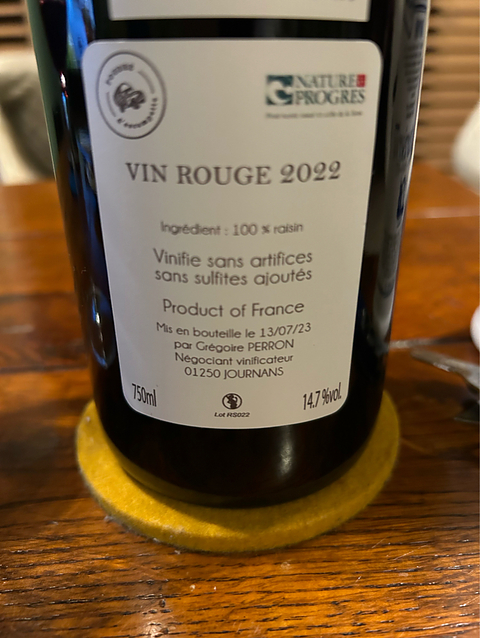 NATURE
PROGRES
VIN ROUGE 2022
Ingrédient : 100 % raisin
Vinifie sans artifices
sans sulfites ajoutés
Product of France
Mis en bouteille le 13/07/23
par Grégoire PERRON
Négociant vinificateur
01250 JOURNANS
750ml
Lot RS022
14.7 %vol.